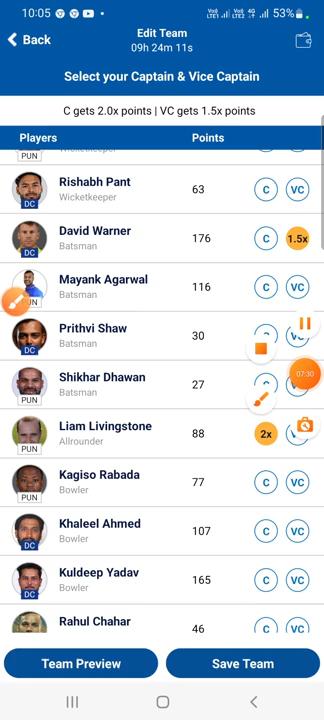 10:05 53%
Edit Team
Back
09h 24m 11s
Select your Captain & Vice Captain
C gets 2.0x points | VC gets 1.5x points
Players Points
PUN
Rishabh Pant
Wicketkeeper
63 C VC
DC
David Warner
Batsman
176 C 1.5x
DC
Mayank Agarwal
Batsman
116 C VC
Prithvi Shaw
Batsman
30
DC
Shikhar Dhawan
Batsman
27
PUN
07:30
Liam Livingstone
Allrounder
88 2x
PUN
Kagiso Rabada
Bowler
77 C VC
PUN
Khaleel Ahmed
Bowler
107 C VC
DC
Kuldeep Yadav
Bowler
165 C VC
DC
Rahul Chahar
46 C VC
Team Preview Save Team